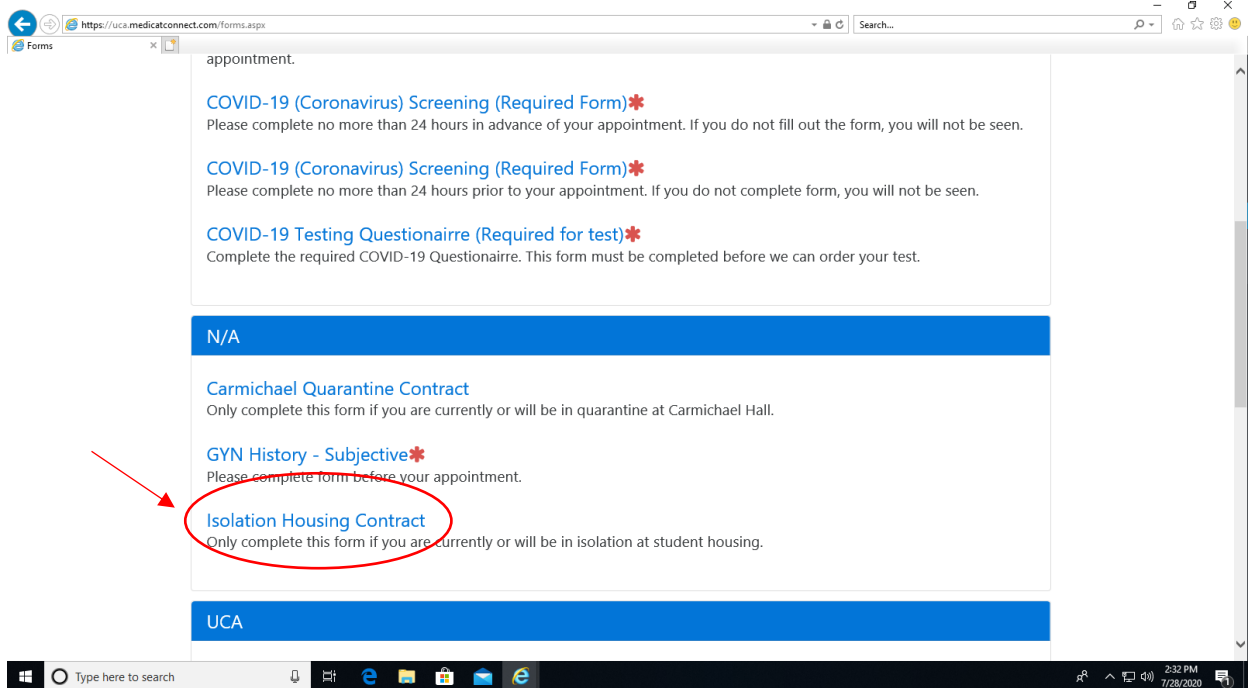 https://uca.medicatconnect.com/forms.aspx
Search...
Forms
appointment.
COVID-19 (Coronavirus) Screening (Required Form)✱
Please complete no more than 24 hours in advance of your appointment. If you do not fill out the form, you will not be seen.
COVID-19 (Coronavirus) Screening (Required Form)✱
Please complete no more than 24 hours prior to your appointment. If you do not complete form, you will not be seen.
COVID-19 Testing Questionairre (Required for test)✱
Complete the required COVID-19 Questionairre. This form must be completed before we can order your test.
N/A
Carmichael Quarantine Contract
Only complete this form if you are currently or will be in quarantine at Carmichael Hall.
GYN History - Subjective✱
Please complete form before your appointment.
Isolation Housing Contract
Only complete this form if you are currently or will be in isolation at student housing.
UCA
Type here to search
2:32 PM
7/28/2020
1